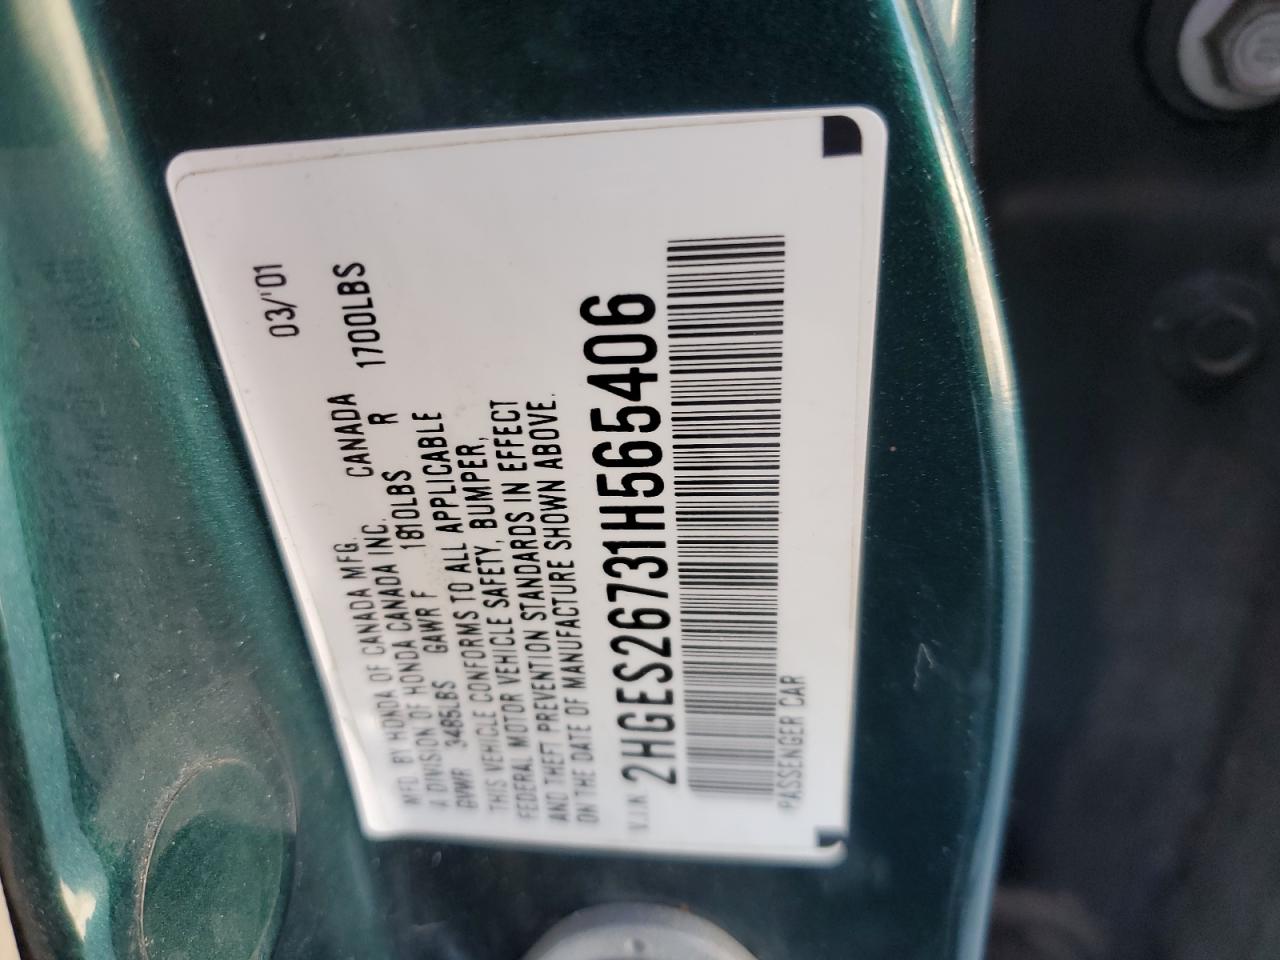 MFD. BY HONDA OF CANADA MFG. CANADA 03/'01
A DIVISION OF HONDA CANADA INC.
GVWR 3485LBS GAWR F 1810LBS R 1700LBS
THIS VEHICLE CONFORMS TO ALL APPLICABLE
FEDERAL MOTOR VEHICLE SAFETY, BUMPER,
AND THEFT PREVENTION STANDARDS IN EFFECT
ON THE DATE OF MANUFACTURE SHOWN ABOVE.
V.I.N. 2HGES26731H565406
PASSENGER CAR